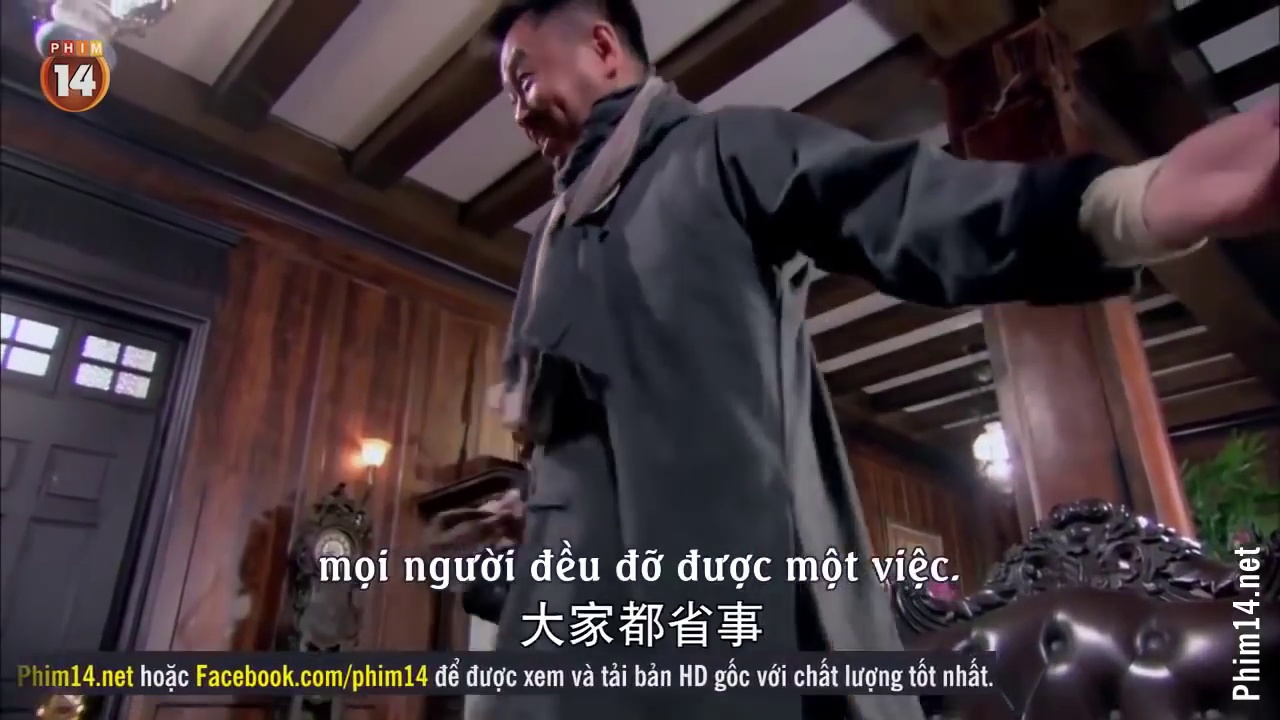 PHIM
14
mọi người đều đỡ được một việc.
大家都省事
Phim14.net hoặc Facebook.com/phim14 để được xem và tải bản HD gốc với chất lượng tốt nhất.
Phim14.net